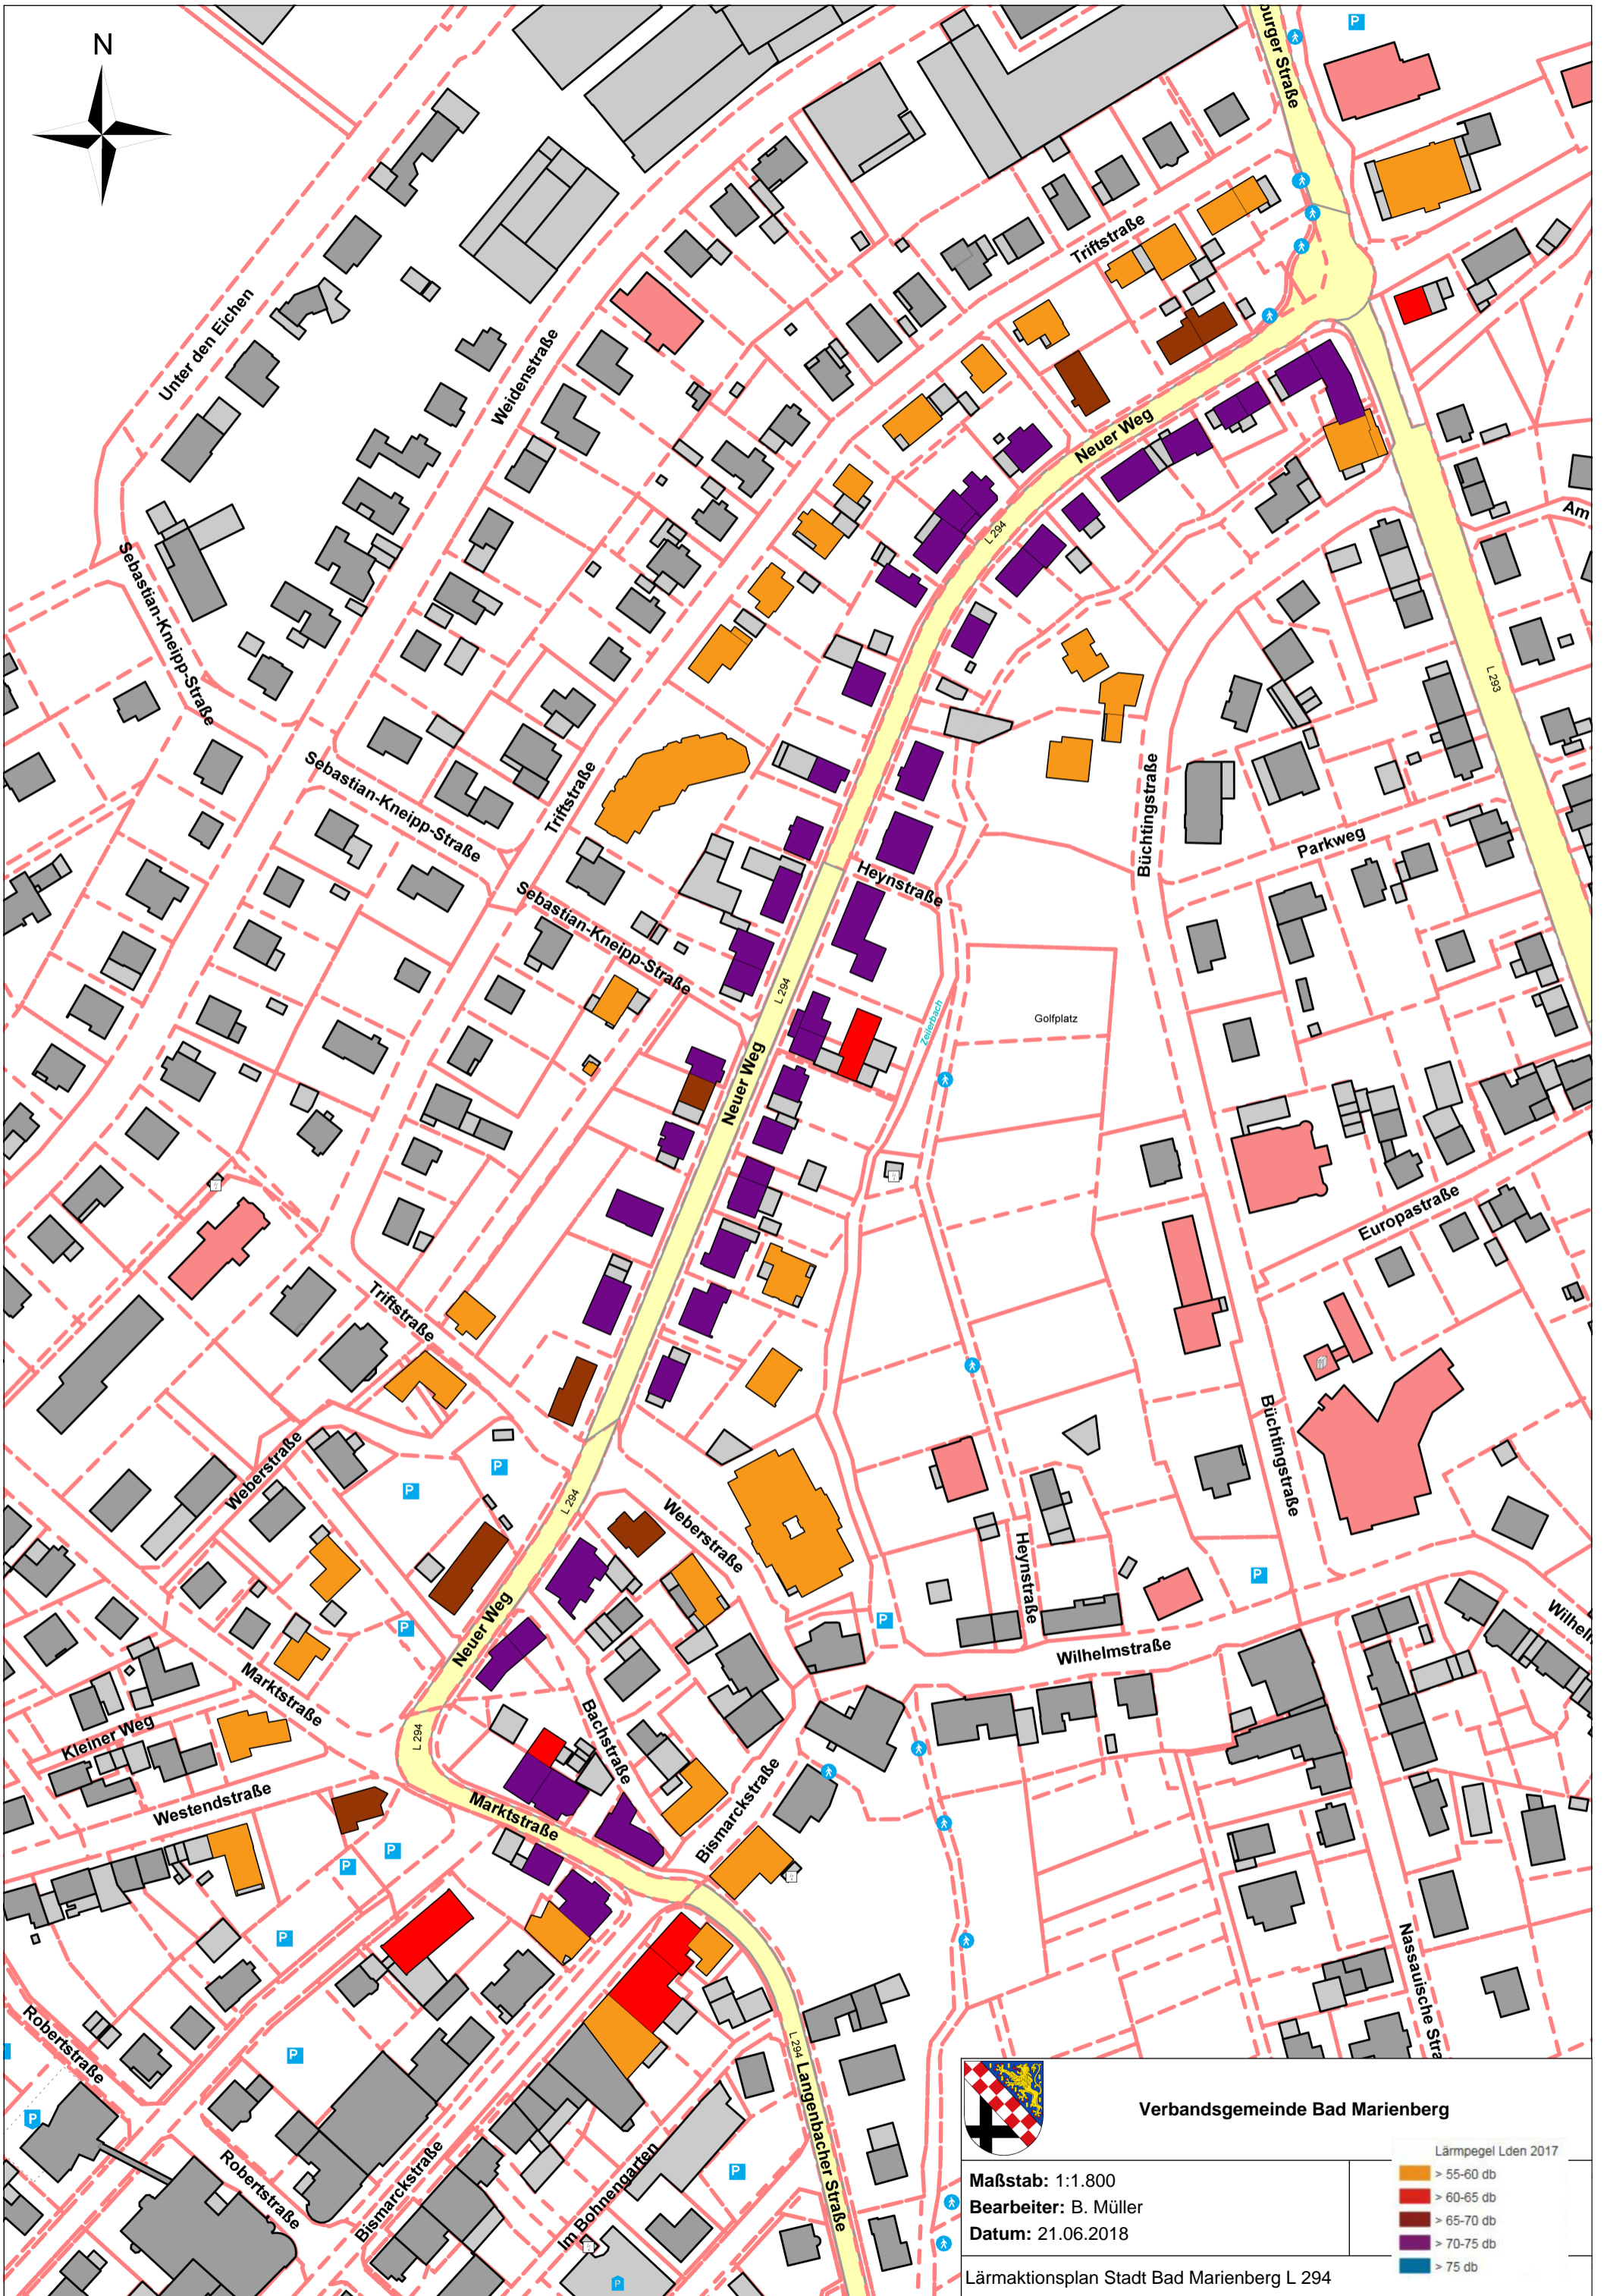 N
burger Straße
P
Triftstraße
Unter den Eichen
Weidenstraße
Neuer Weg
L 294
Am
Sebastian-Kneipp-Straße
L 293
Sebastian-Kneipp-Straße
Triftstraße
Büchtingstraße
Parkweg
Heynstraße
Sebastian-Kneipp-Straße
L 294
Zeilerbach
Golfplatz
Neuer Weg
Europastraße
Triftstraße
Büchtingstraße
Weberstraße
P
P
L 294
Weberstraße
Heynstraße
P
P
P
Neuer Weg
Wilhelmstraße
Wilhelm
Marktstraße
Kleiner Weg
L 294
Bachstraße
Westendstraße
Marktstraße
Bismarckstraße
P
P
P
Nassauische Stra
Robertstraße
P
L 294
Langenbacher Straße
P
Robertstraße
Bismarckstraße
Im Bohnengarten
P
P
Verbandsgemeinde Bad Marienberg
Maßstab: 1:1.800
Bearbeiter: B. Müller
Datum: 21.06.2018
Lärmpegel Lden 2017
> 55-60 db
> 60-65 db
> 65-70 db
> 70-75 db
> 75 db
Lärmaktionsplan Stadt Bad Marienberg L 294